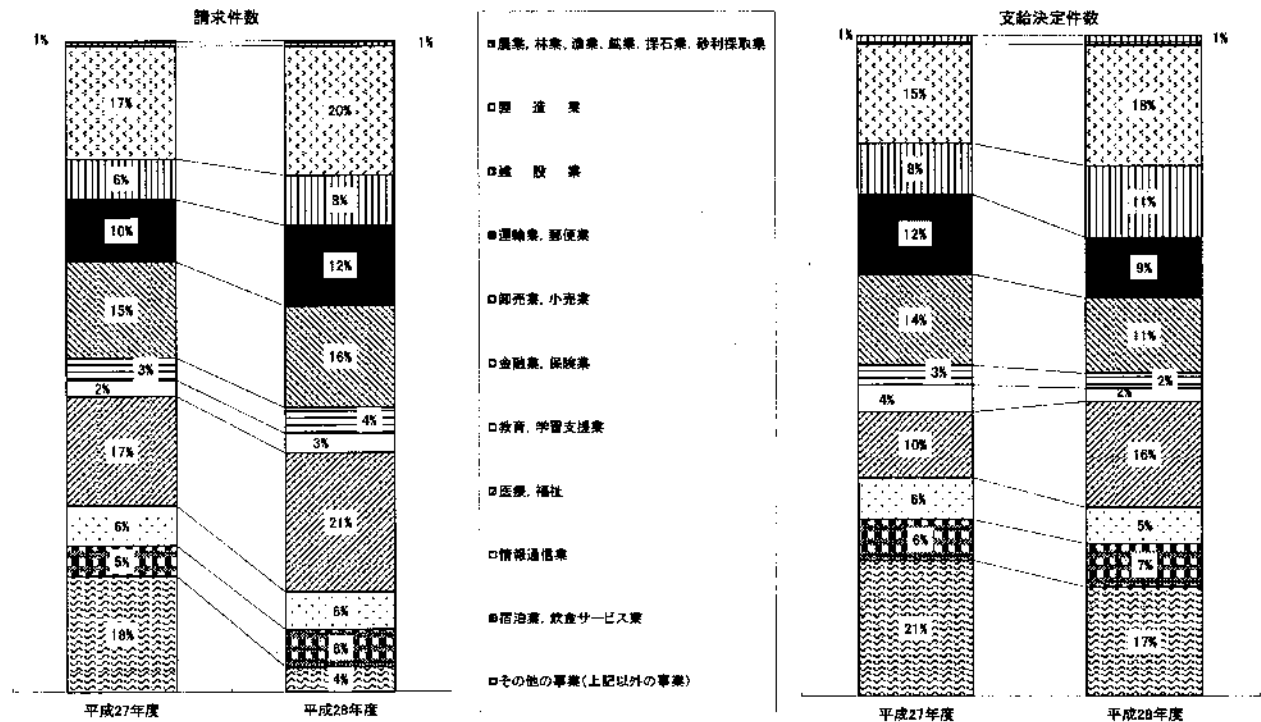 請求件数
1%
1%
17%
20%
6%
8%
10%
12%
15%
16%
3%
4%
2%
3%
17%
21%
6%
6%
5%
6%
18%
4%
平成27年度
平成28年度
農業, 林業, 漁業, 鉱業, 採石業, 砂利採取業
製 造 業
建 設 業
運輸業, 郵便業
卸売業, 小売業
金融業, 保険業
教育, 学習支援業
医療, 福祉
情報通信業
宿泊業, 飲食サービス業
その他の事業(上記以外の事業)
支給決定件数
1%
1%
15%
18%
8%
11%
12%
9%
14%
11%
3%
2%
4%
2%
10%
16%
6%
5%
6%
7%
21%
17%
平成27年度
平成28年度